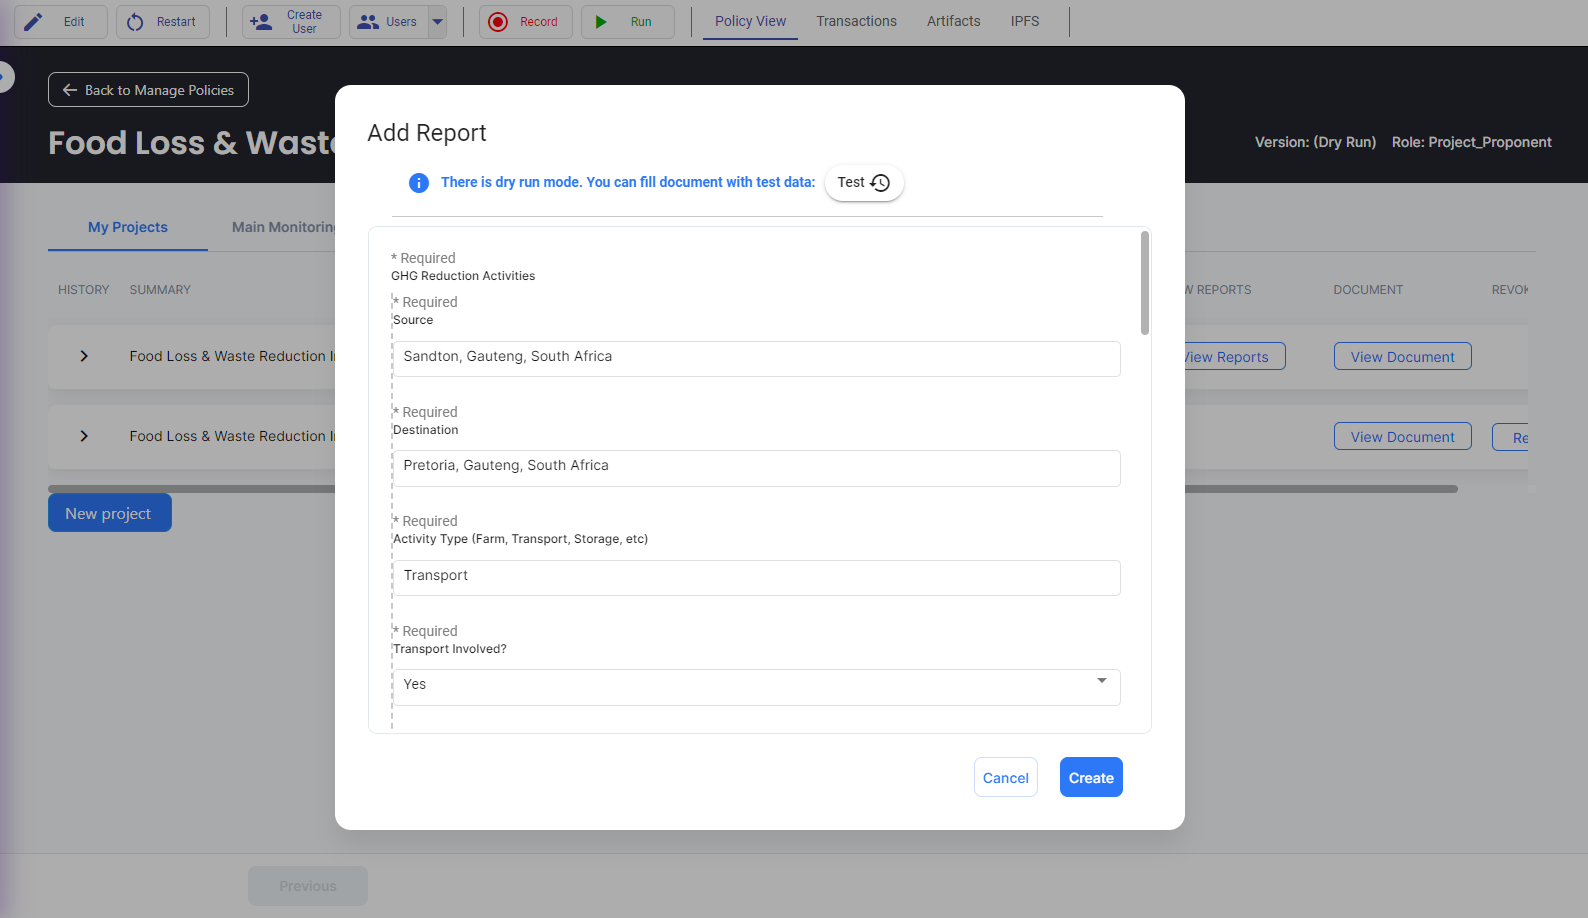 Edit
Restart
Create
User
Users
Record
Run
Policy View
Transactions
Artifacts
IPFS
Back to Manage Policies
Food Loss & Waste
Version: (Dry Run)
Role: Project_Proponent
Add Report
There is dry run mode. You can fill document with test data:
Test
My Projects
Main Monitoring
HISTORY
SUMMARY
REPORTS
DOCUMENT
Food Loss & Waste Reduction
View Reports
View Document
Food Loss & Waste Reduction
View Document
New project
* Required
GHG Reduction Activities
* Required
Source
Sandton, Gauteng, South Africa
* Required
Destination
Pretoria, Gauteng, South Africa
* Required
Activity Type (Farm, Transport, Storage, etc)
Transport
* Required
Transport Involved?
Yes
Cancel
Create
Previous